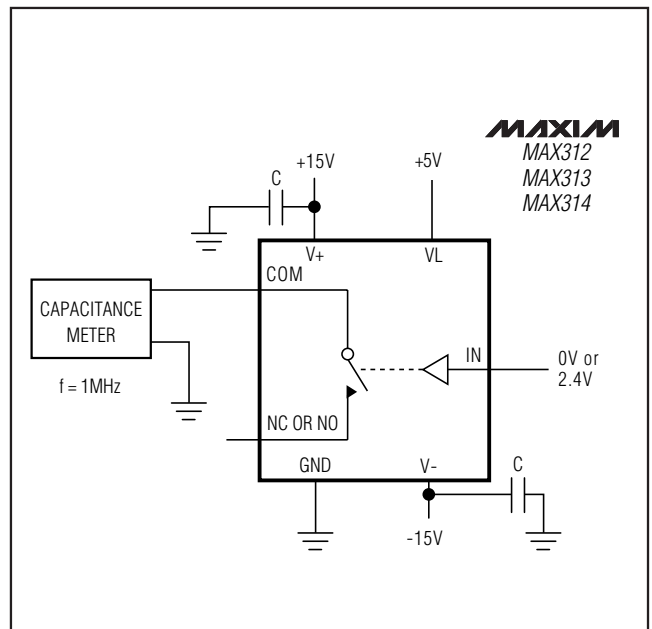 MAXIM
MAX312
MAX313
MAX314
+15V
+5V
C
V+
VL
COM
CAPACITANCE
METER
f = 1MHz
IN
0V or
2.4V
NC OR NO
GND
V-
C
-15V